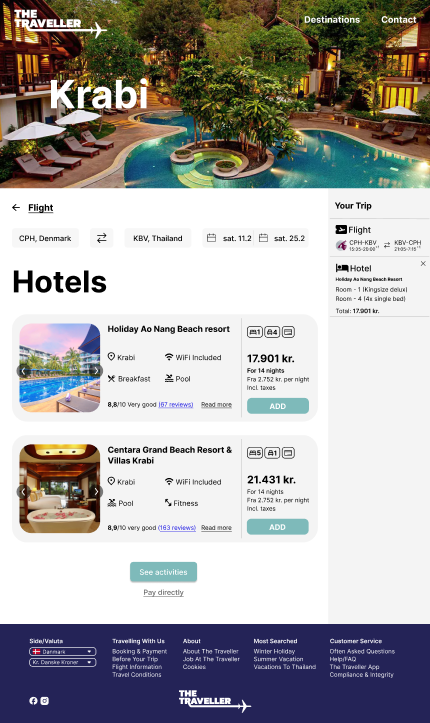 THE
TRAVELLER
Destinations
Contact
Krabi
Flight
CPH, Denmark
KBV, Thailand
sat. 11.2
sat. 25.2
Hotels
Holiday Ao Nang Beach resort
Krabi
WiFi Included
Breakfast
Pool
8,8/10 Very good (67 reviews)
Read more
1
4
17.901 kr.
For 14 nights
Fra 2.752 kr. per night
Incl. taxes
ADD
Centara Grand Beach Resort &
Villas Krabi
Krabi
WiFi Included
Pool
Fitness
8,9/10 very good (163 reviews)
Read more
5
1
21.431 kr.
For 14 nights
Fra 2.752 kr. per night
Incl. taxes
ADD
See activities
Pay directly
Your Trip
Flight
CPH-KBV
KBV-CPH
Hotel
Holiday Ao Nang Beach Resort
Room - 1 (Kingsize delux)
Room - 4 (4x single bed)
Total: 17.901 kr.
Side/Valuta
Danmark
Kr. Danske Kroner
Travelling With Us
Booking & Payment
Before Your Trip
Flight Information
Travel Conditions
About
About The Traveller
Job At The Traveller
Cookies
Most Searched
Winter Holiday
Summer Vacation
Vacations To Thailand
Customer Service
Often Asked Questions
Help/FAQ
The Traveller App
Compliance & Integrity
THE
TRAVELLER